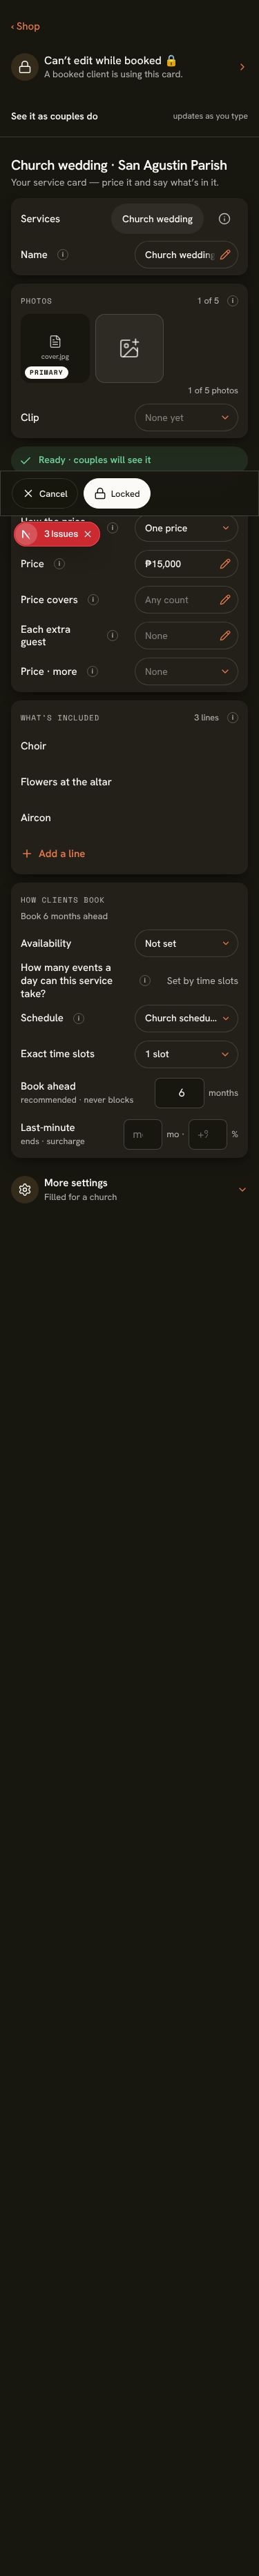 ‹ Shop
Can't edit while booked 🔒
A booked client is using this card.
See it as couples do
updates as you type
Church wedding · San Agustin Parish
Your service card — price it and say what's in it.
Services
Church wedding
Name
Church wedding
PHOTOS
1 of 5
cover.jpg
PRIMARY
1 of 5 photos
Clip
None yet
Ready · couples will see it
Cancel
Locked
One price
3 Issues
Price
₱15,000
Price covers
Any count
Each extra guest
None
Price · more
None
WHAT'S INCLUDED
3 lines
Choir
Flowers at the altar
Aircon
Add a line
HOW CLIENTS BOOK
Book 6 months ahead
Availability
Not set
How many events a
day can this service
take?
Set by time slots
Schedule
Church schedu...
Exact time slots
1 slot
Book ahead
recommended · never blocks
6
months
Last-minute
ends · surcharge
mo ·
+?
%
More settings
Filled for a church